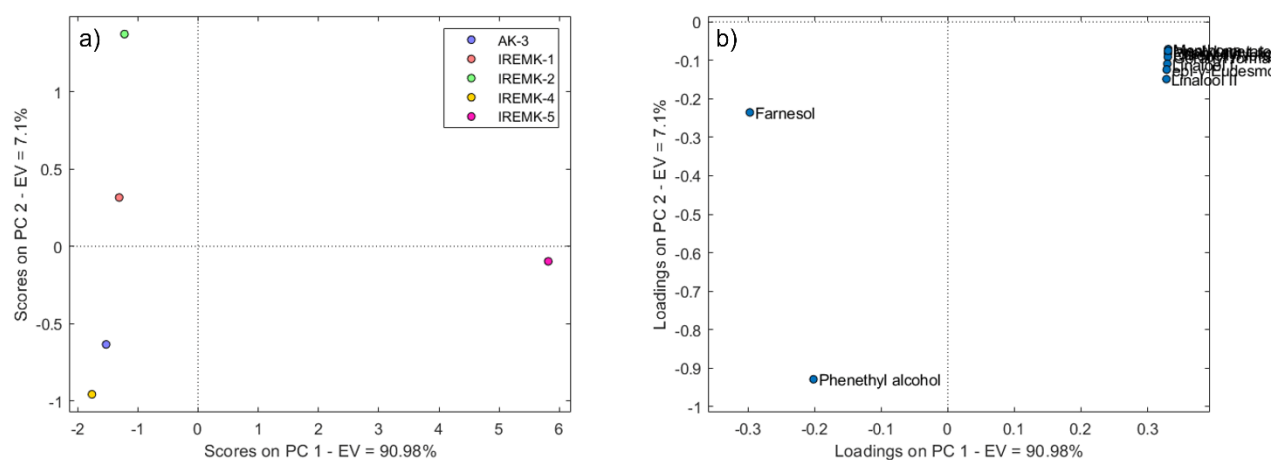 a)
AK-3
IREMK-1
IREMK-2
IREMK-4
IREMK-5
1
0.5
0
-0.5
-1
-2 -1 0 1 2 3 4 5 6
Scores on PC 2 - EV = 7.1%
Scores on PC 1 - EV = 90.98%
b)
0
-0.1
-0.2
-0.3
-0.4
-0.5
-0.6
-0.7
-0.8
-0.9
-1
Linalool II
Farnesol
Phenethyl alcohol
-0.3 -0.2 -0.1 0 0.1 0.2 0.3
Loadings on PC 2 - EV = 7.1%
Loadings on PC 1 - EV = 90.98%